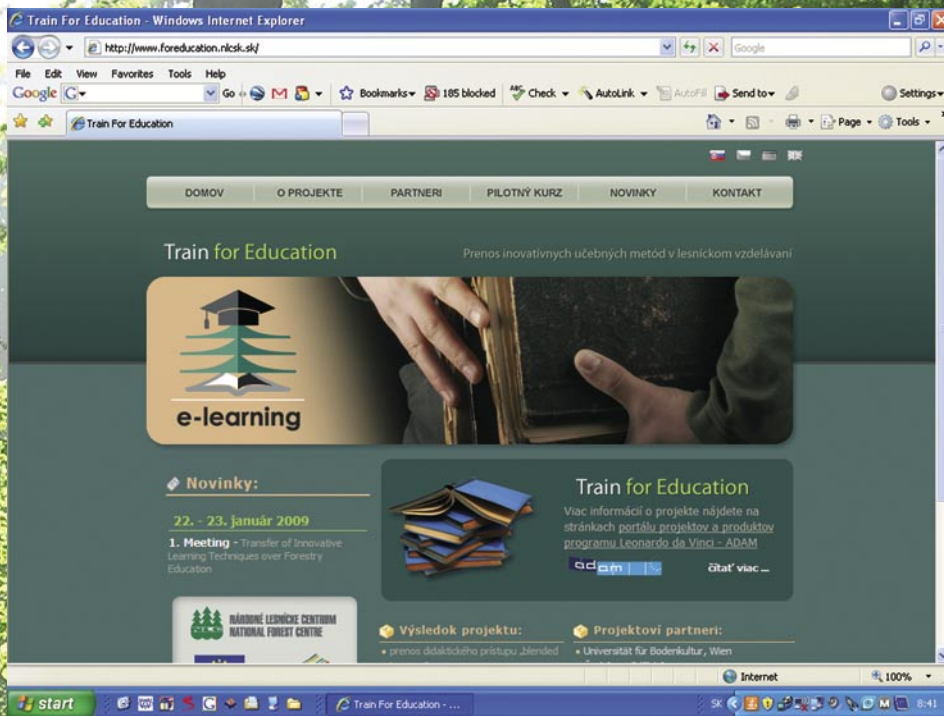 Train For Education - Windows Internet Explorer
http://www.foreducation.nlcsk.sk/
Google
File Edit View Favorites Tools Help
Google G Go Bookmarks 185 blocked Check AutoLink AutoFill Send to Settings
Train For Education Page Tools
DOMOV O PROJEKTE PARTNERI PILOTNÝ KURZ NOVINKY KONTAKT
Train for Education Prenos inovatívnych učebných metód v lesníckom vzdelávaní
e-learning
Novinky:
22. - 23. január 2009
1. Meeting - Transfer of Innovative
Learning Techniques over Forestry
Education
NÁRODNÉ LESNÍCKE CENTRUM
NATIONAL FOREST CENTRE
Train for Education
Viac informácií o projekte nájdete na
stránkach portálu projektov a produktov
programu Leonardo da Vinci - ADAM
adam čítať viac ...
Výsledok projektu:
• prenos didaktického prístupu „blended
Projektoví partneri:
• Universität für Bodenkultur, Wien
Internet 100%
start Train For Education - ... SK 8:41